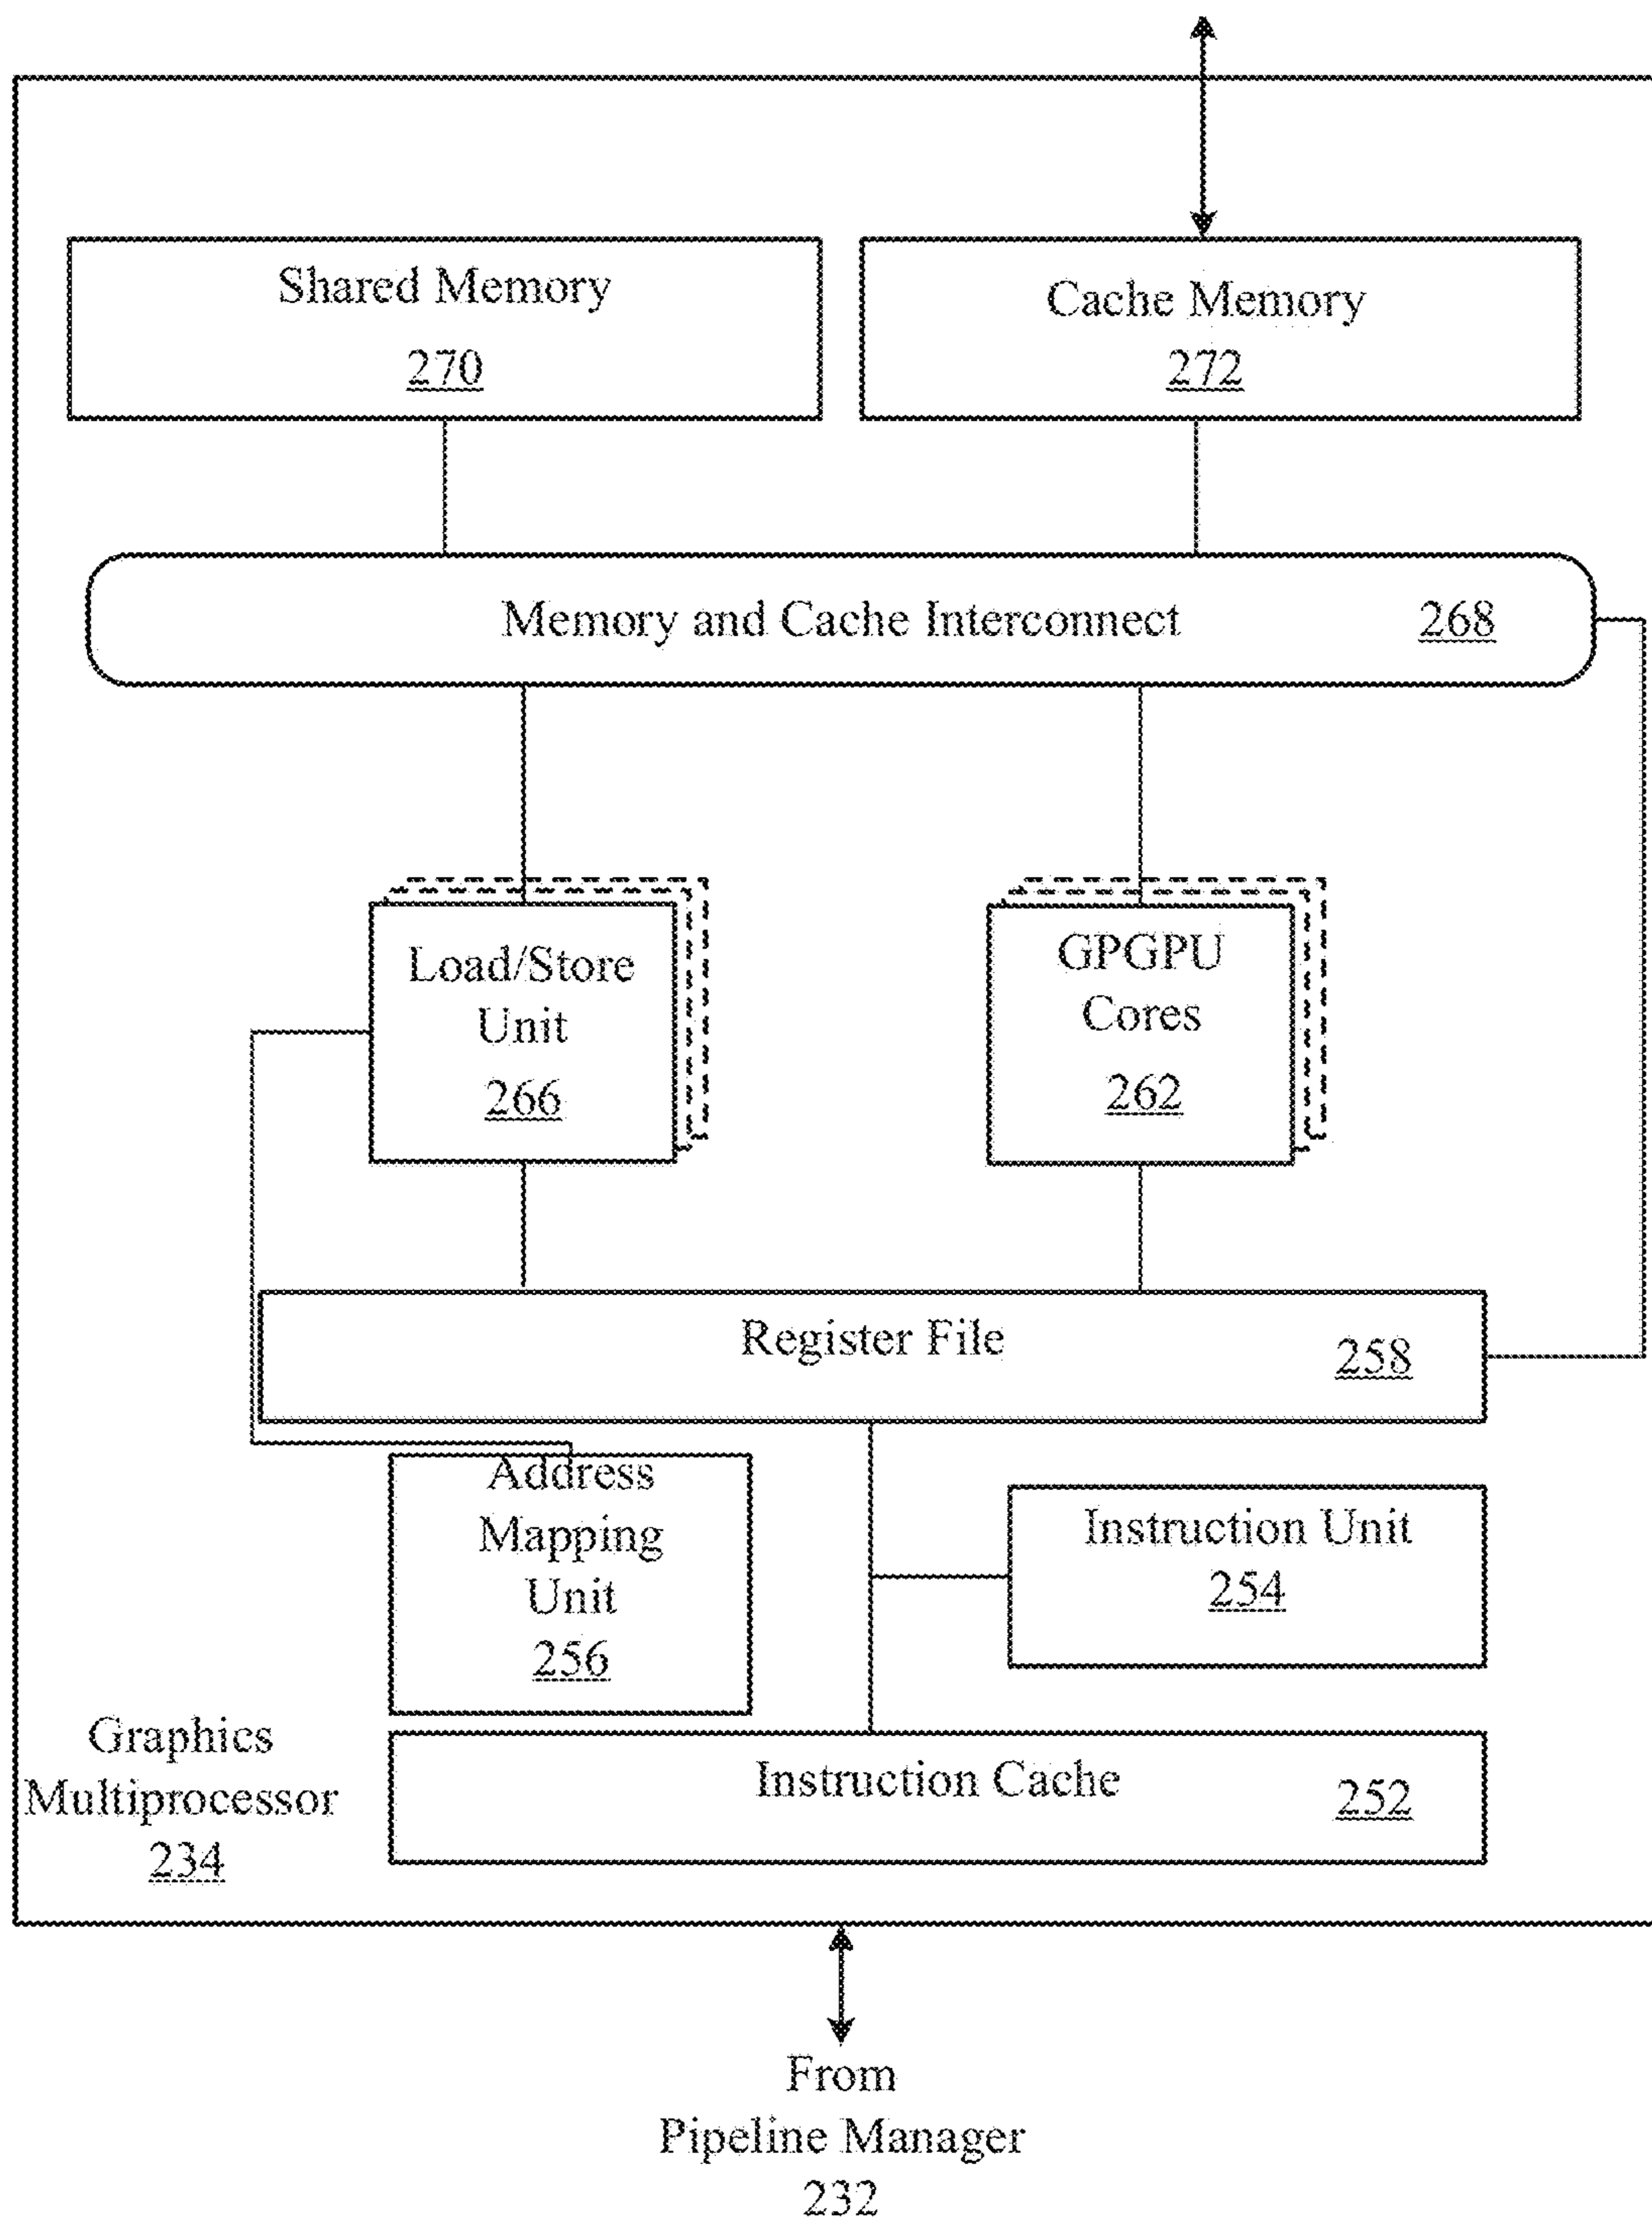 Shared Memory
270
Cache Memory
272
Memory and Cache Interconnect 268
Load/Store
Unit
266
GPGPU
Cores
262
Register File 258
Address
Mapping
Unit
256
Instruction Unit
254
Graphics
Multiprocessor
234
Instruction Cache 252
From
Pipeline Manager
232